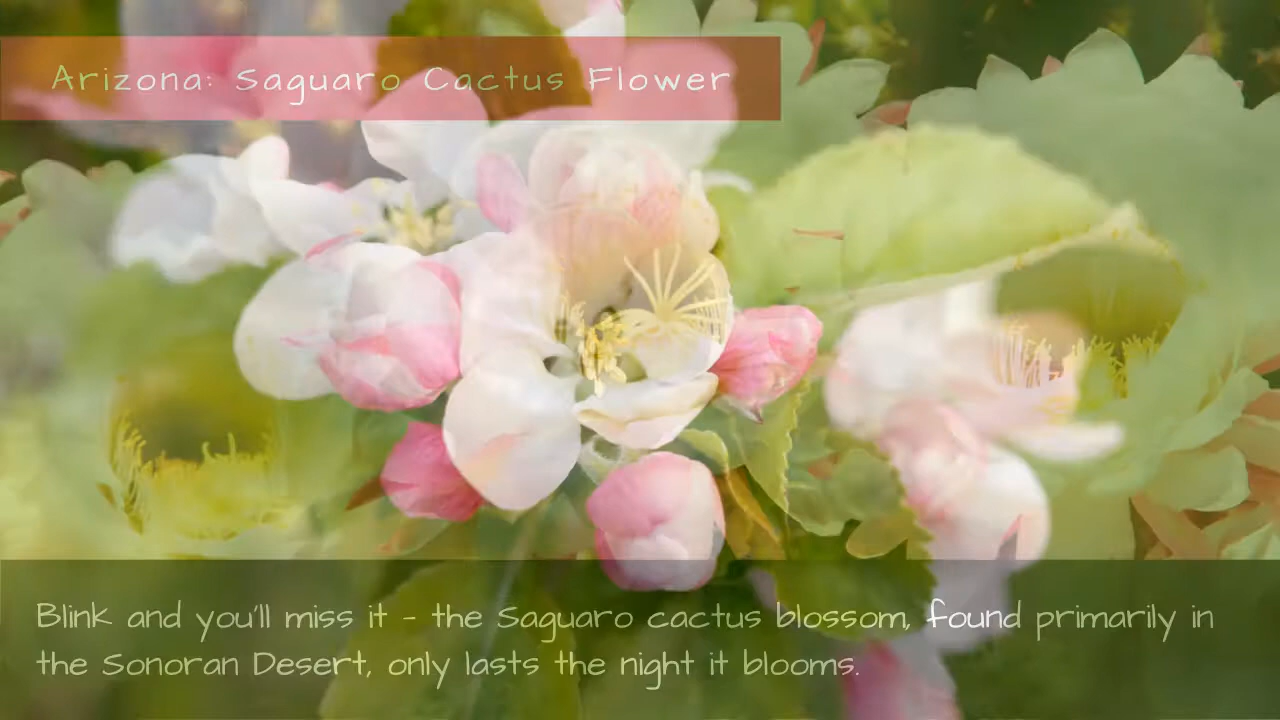 Arizona: Saguaro Cactus Flower
Blink and you'll miss it - the Saguaro cactus blossom, found primarily in
the Sonoran Desert, only lasts the night it blooms.